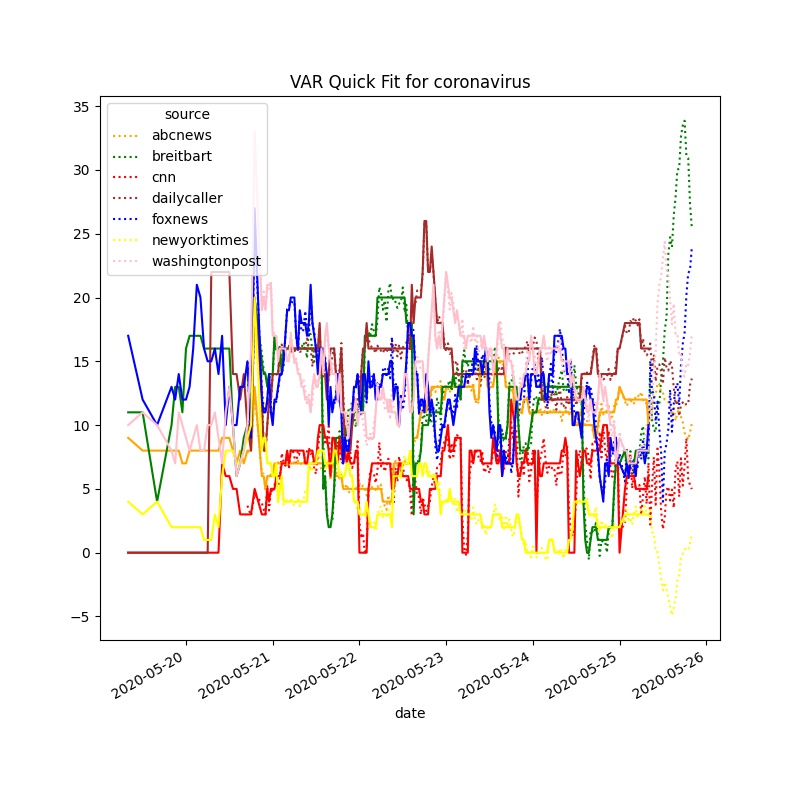 VAR Quick Fit for coronavirus
source
abcnews
breitbart
cnn
dailycaller
foxnews
newyorktimes
washingtonpost
35
30
25
20
15
10
5
0
−5
2020-05-20
2020-05-21
2020-05-22
2020-05-23
2020-05-24
2020-05-25
2020-05-26
date